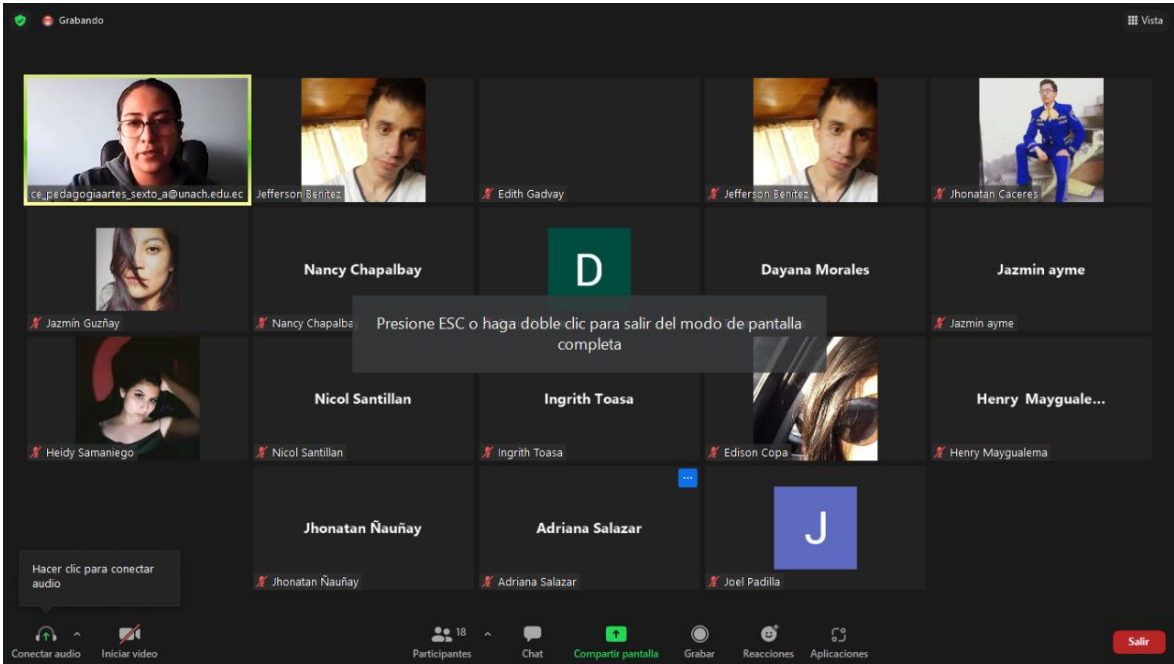 Grabando
Vista
ce_pedagogiaartes_sexto_a@unach.edu.ec
Jefferson Benitez
Edith Gadvay
Jefferson Benitez
Jhonatan Caceres
Nancy Chapalbay
D
Dayana Morales
Jazmin ayme
Jazmín Guzñay
Nancy Chapalba
Jazmin ayme
Presione ESC o haga doble clic para salir del modo de pantalla
completa
Nicol Santillan
Ingrith Toasa
Henry Mayguale...
Heidy Samaniego
Nicol Santillan
Ingrith Toasa
Edison Copa
Henry Maygualema
Jhonatan Ñauñay
Adriana Salazar
J
Jhonatan Ñauñay
Adriana Salazar
Joel Padilla
Hacer clic para conectar
audio
Conectar audio
Iniciar video
18
Participantes
Chat
Compartir pantalla
Grabar
Reacciones
Aplicaciones
Salir